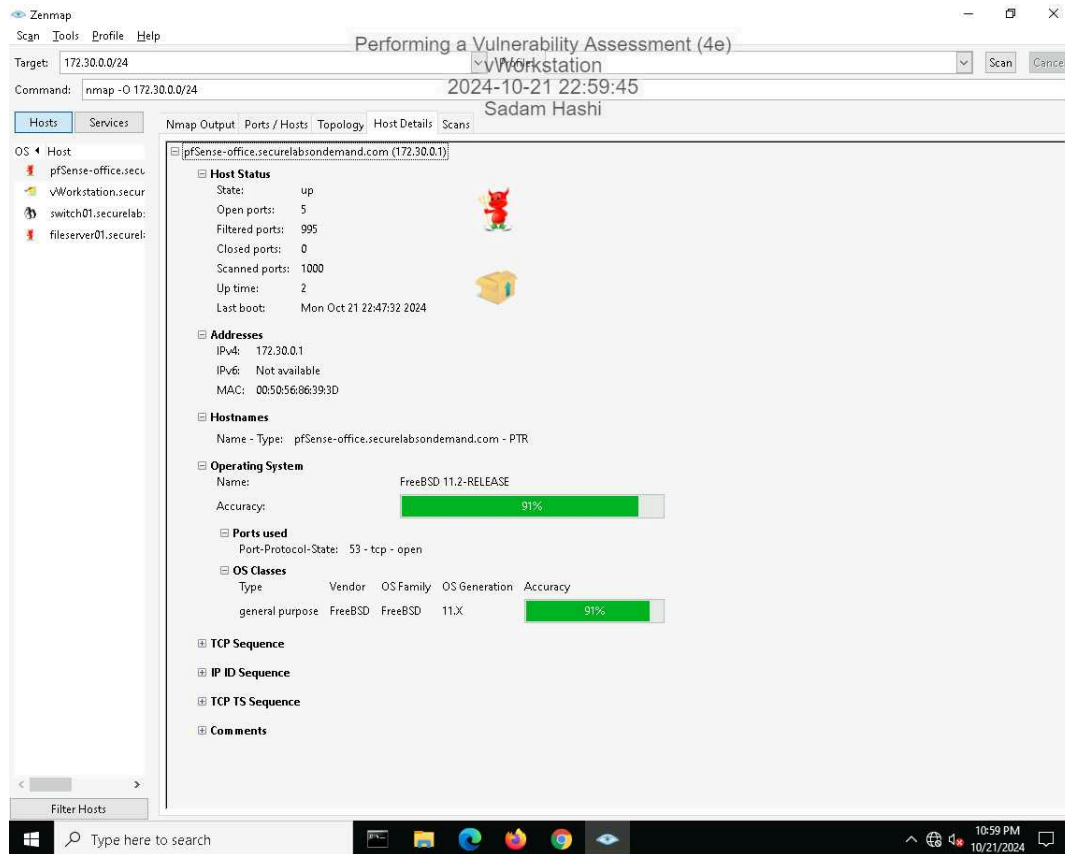 Zenmap
Scan Tools Profile Help
Performing a Vulnerability Assessment (4e)
Target: 172.30.0.0/24
vWorkstation
Scan Cance
Command: nmap -O 172.30.0.0/24
2024-10-21 22:59:45
Sadam Hashi
Hosts Services
Nmap Output Ports / Hosts Topology Host Details Scans
OS Host
pfSense-office.secu
vWorkstation.secur
switch01.securelab:
fileserver01.securela
pfSense-office.securelabsondemand.com (172.30.0.1)
Host Status
State: up
Open ports: 5
Filtered ports: 995
Closed ports: 0
Scanned ports: 1000
Up time: 2
Last boot: Mon Oct 21 22:47:32 2024
Addresses
IPv4: 172.30.0.1
IPv6: Not available
MAC: 00:50:56:86:39:3D
Hostnames
Name - Type: pfSense-office.securelabsondemand.com - PTR
Operating System
Name: FreeBSD 11.2-RELEASE
Accuracy: 91%
Ports used
Port-Protocol-State: 53 - tcp - open
OS Classes
Type Vendor OS Family OS Generation Accuracy
general purpose FreeBSD FreeBSD 11.X 91%
TCP Sequence
IP ID Sequence
TCP TS Sequence
Comments
Filter Hosts
Type here to search
10:59 PM
10/21/2024